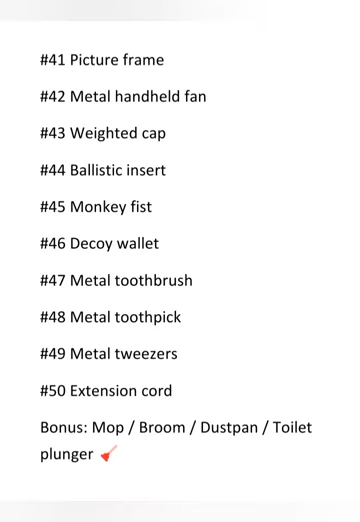 #41 Picture frame
#42 Metal handheld fan
#43 Weighted cap
#44 Ballistic insert
#45 Monkey fist
#46 Decoy wallet
#47 Metal toothbrush
#48 Metal toothpick
#49 Metal tweezers
#50 Extension cord
Bonus: Mop / Broom / Dustpan / Toilet
plunger 🪠